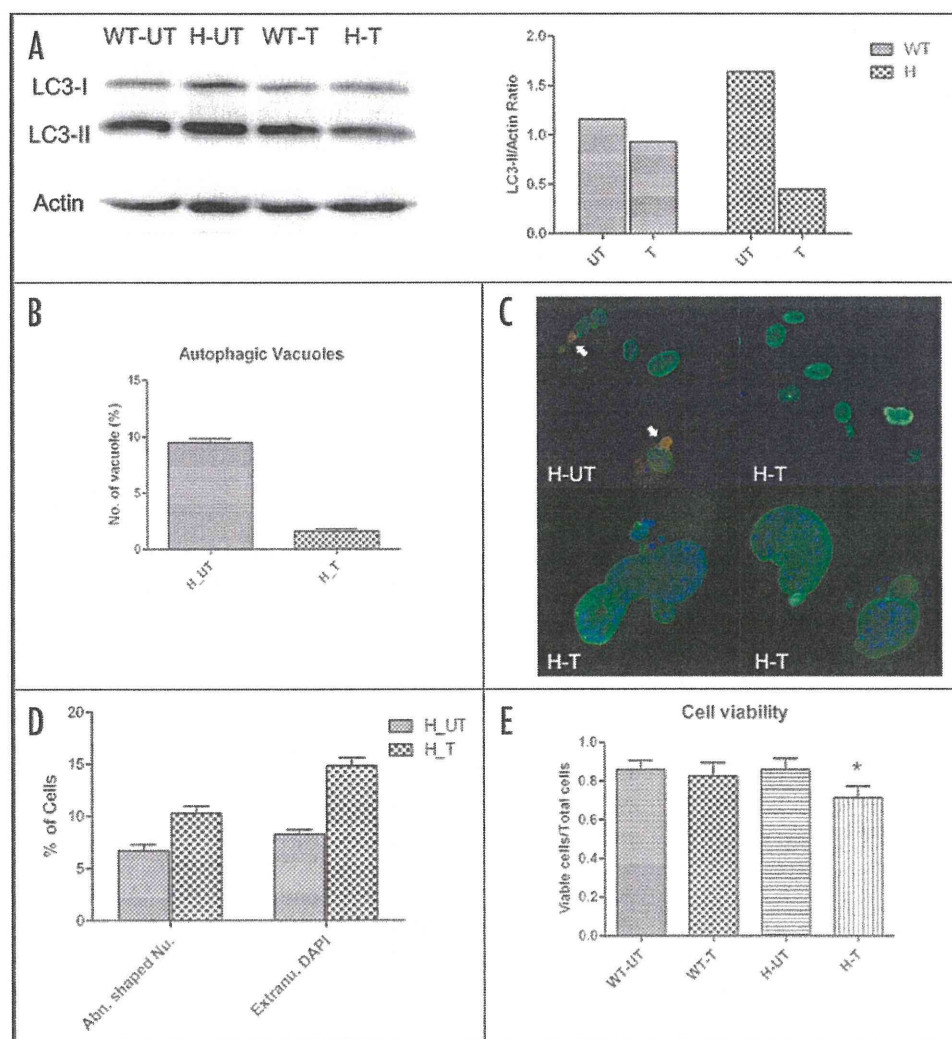 A
WT-UT H-UT WT-T H-T
LC3-I
LC3-II
Actin
WT
H
LC3-II/Actin Ratio
2.0
1.5
1.0
0.5
0.0
UT T UT T
B
Autophagic Vacuoles
No. of vacuole (%)
15
10
5
0
H_UT H_T
C
H-UT H-T
H-T H-T
D
H_UT
H_T
% of Cells
20
15
10
5
0
Abn. shaped Nu. Extranu. DAPI
E
Cell viability
Viable cells/Total cells
1.0
0.8
0.6
0.4
0.2
0.0
*
WT-UT WT-T H-UT H-T